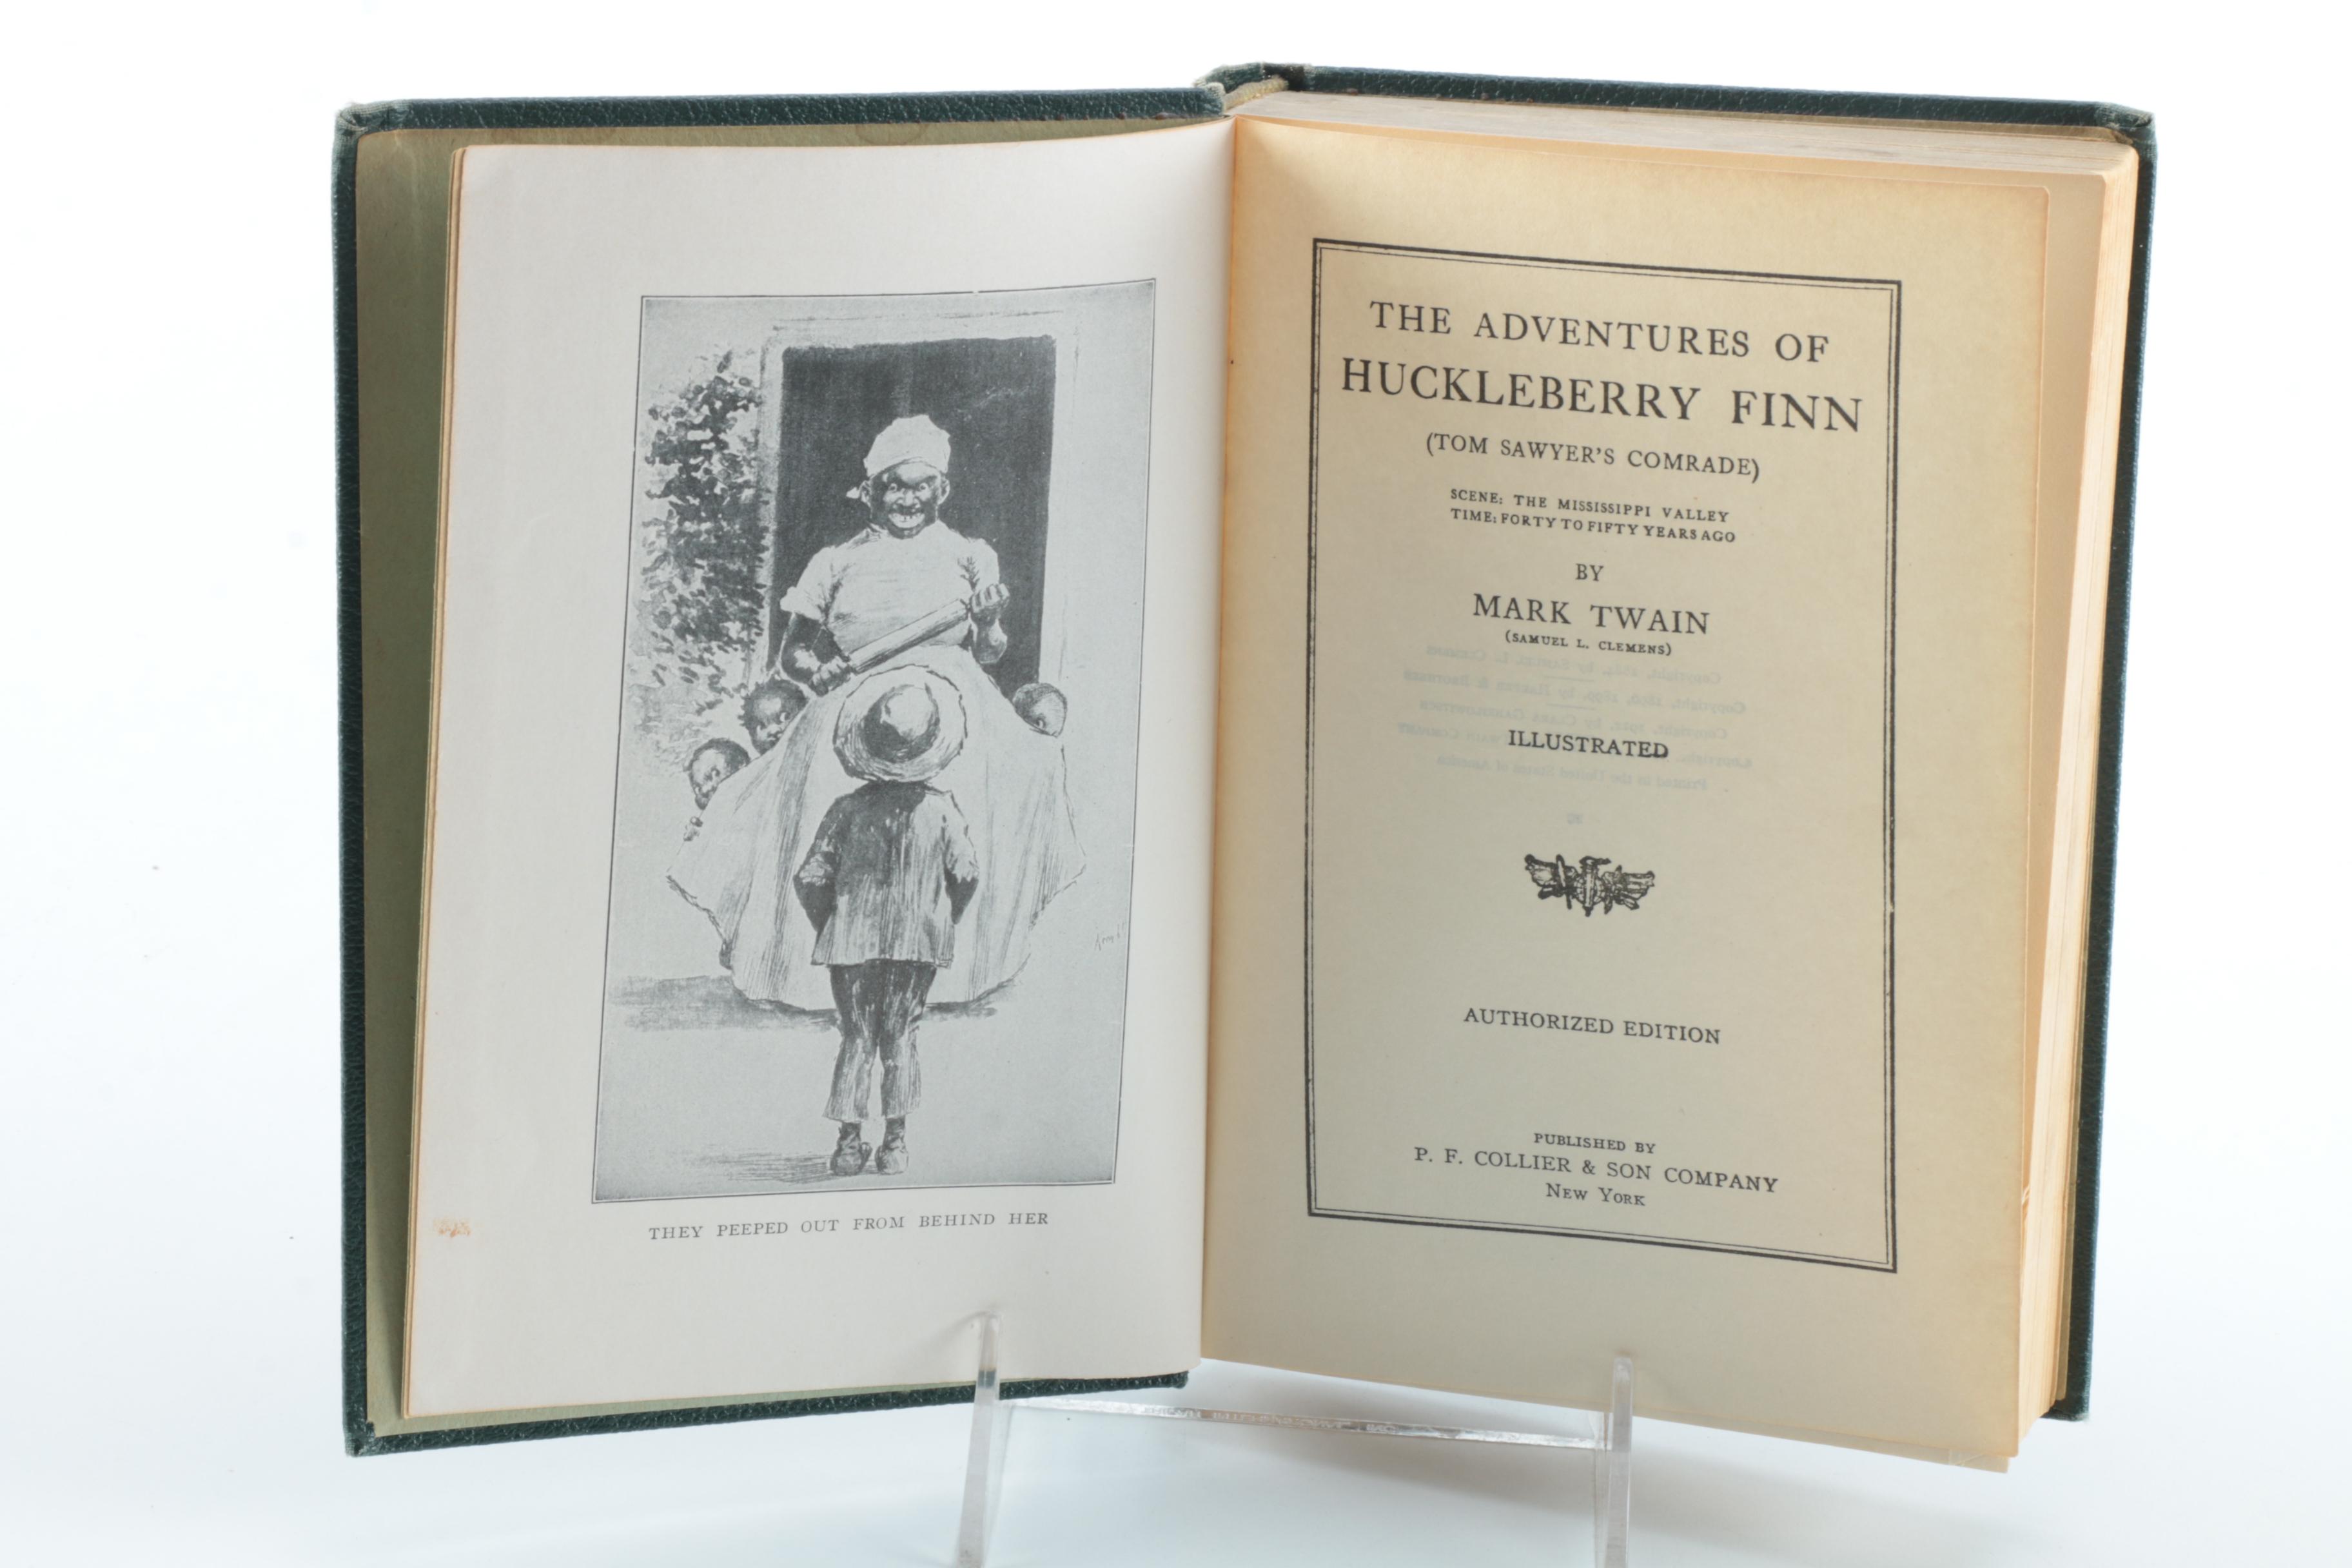 THEY PEEPED OUT FROM BEHIND HER
THE ADVENTURES OF
HUCKLEBERRY FINN
(TOM SAWYER'S COMRADE)
SCENE: THE MISSISSIPPI VALLEY
TIME: FORTY TO FIFTY YEARS AGO
BY
MARK TWAIN
(SAMUEL L. CLEMENS)
ILLUSTRATED
AUTHORIZED EDITION
PUBLISHED BY
P. F. COLLIER & SON COMPANY
NEW YORK